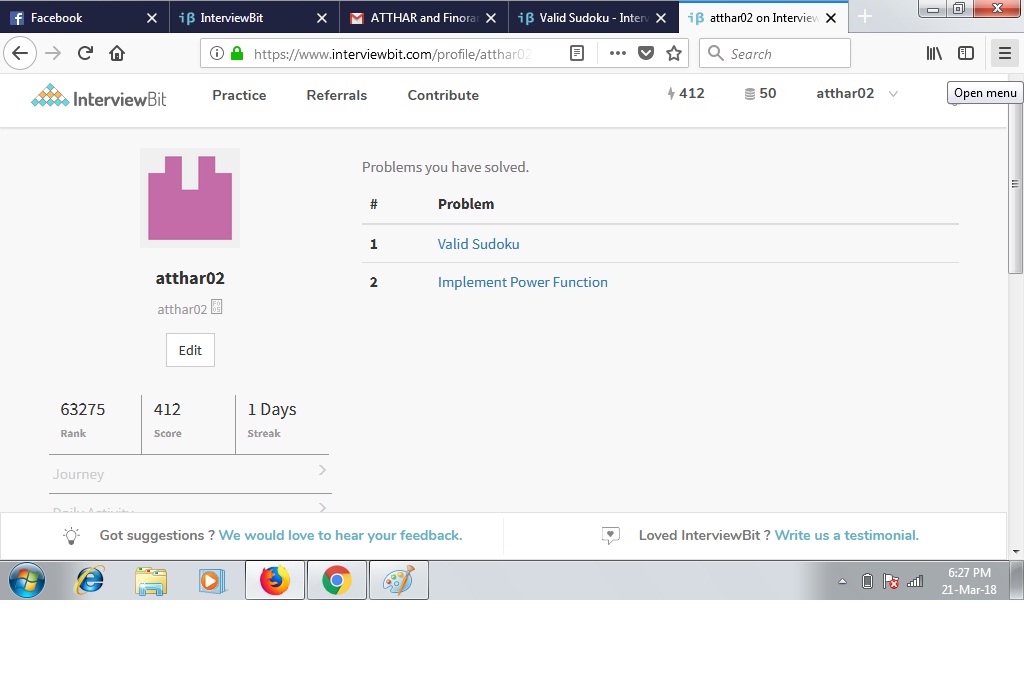 Facebook
InterviewBit
ATTHAR and Finora
Valid Sudoku - Interv
atthar02 on Interview
https://www.interviewbit.com/profile/atthar02
Search
InterviewBit
Practice
Referrals
Contribute
412
50
atthar02
Open menu
Problems you have solved.
# Problem
1 Valid Sudoku
2 Implement Power Function
atthar02
atthar02
Edit
63275 412 1 Days
Rank Score Streak
Journey
Daily Activity
Got suggestions ? We would love to hear your feedback.
Loved InterviewBit ? Write us a testimonial.
6:27 PM
21-Mar-18